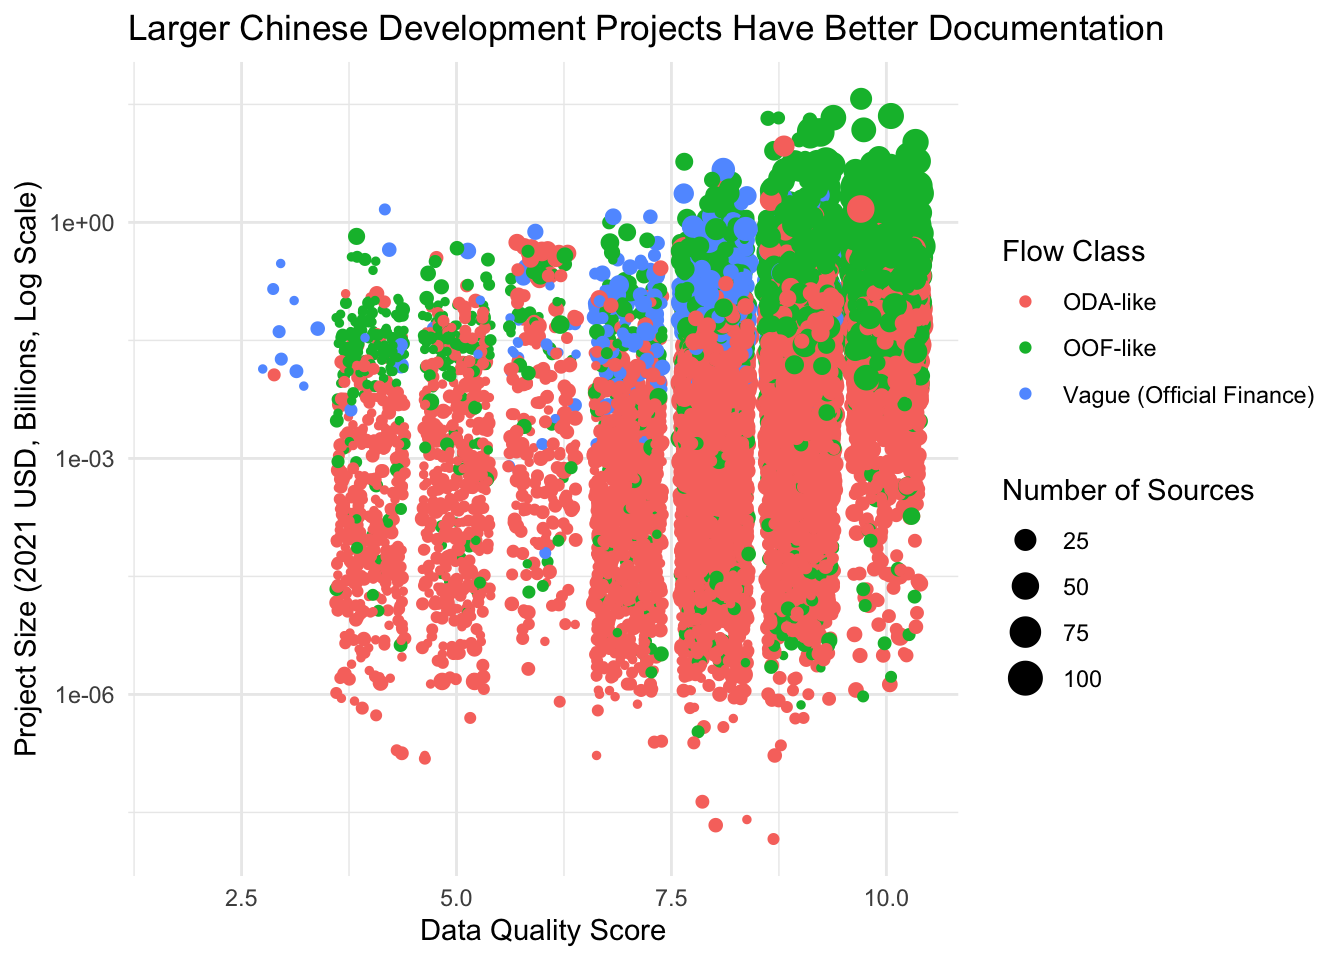 Larger Chinese Development Projects Have Better Documentation
Project Size (2021 USD, Billions, Log Scale)
1e+00
1e-03
1e-06
2.5
5.0
7.5
10.0
Data Quality Score
Flow Class
ODA-like
OOF-like
Vague (Official Finance)
Number of Sources
25
50
75
100